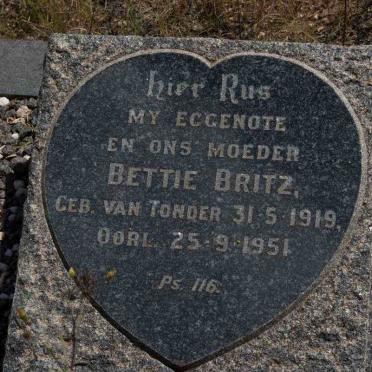 Hier Rus
MY EGGENOTE
EN ONS MOEDER
BETTIE BRITZ,
GEB. VAN TONDER 31-5-1919,
OORL. 25-9-1951
PS. 116.